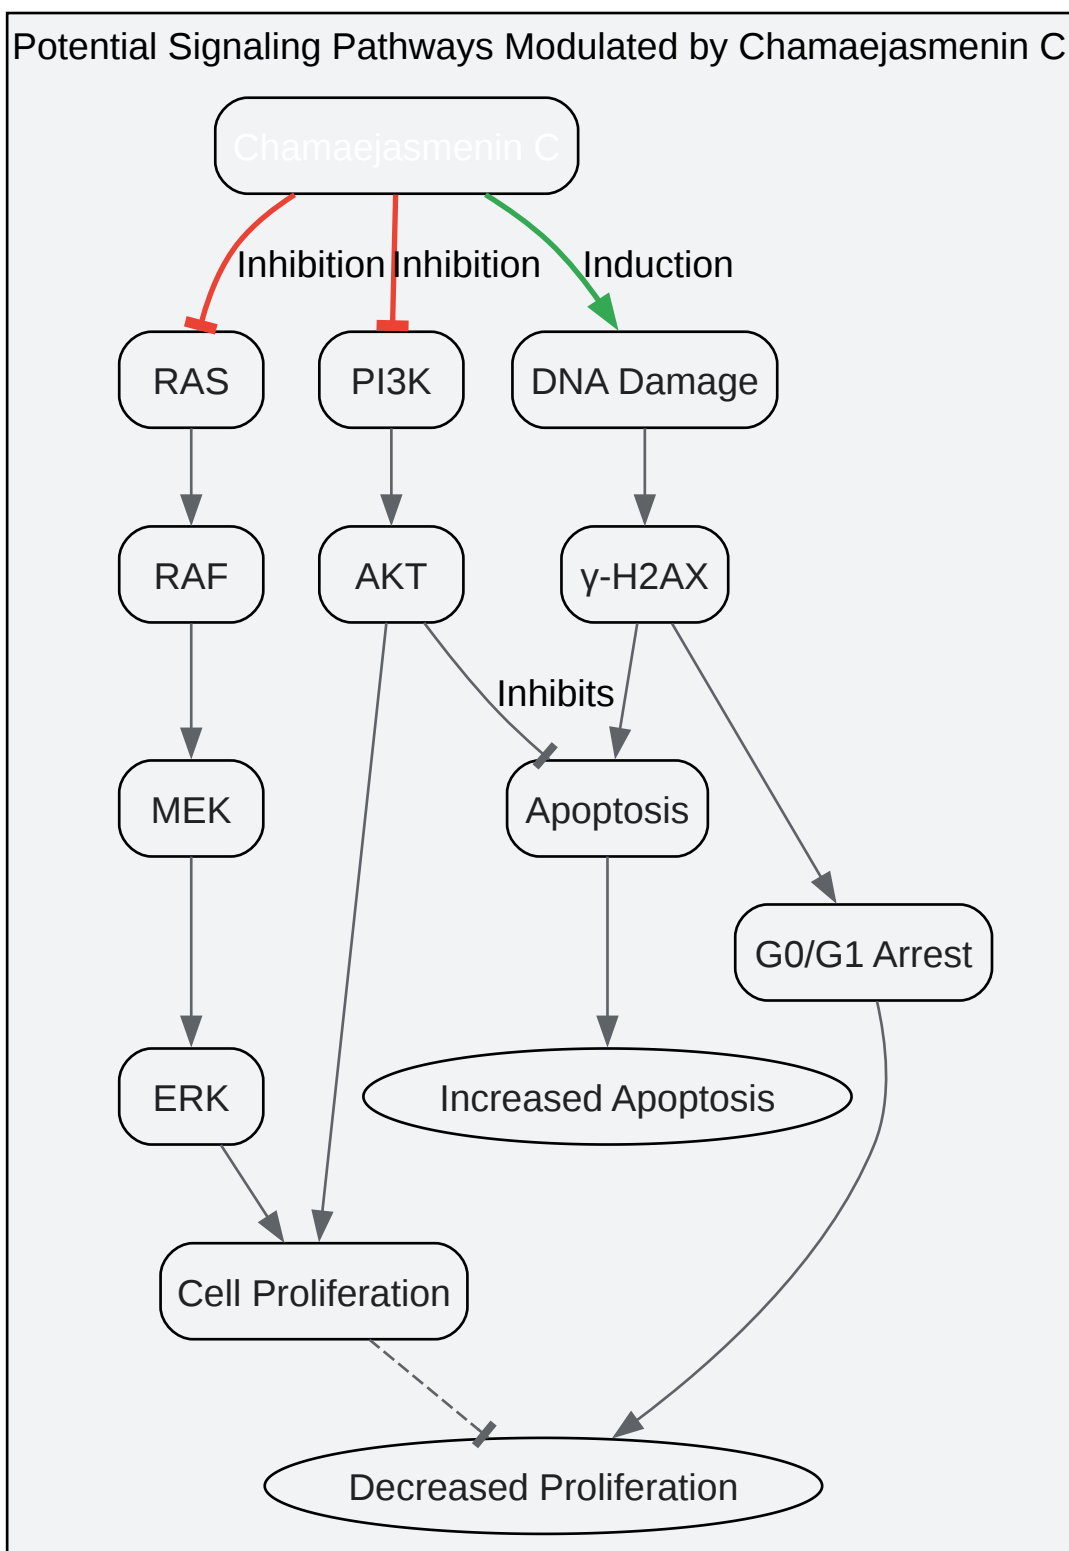 Potential Signaling Pathways Modulated by Chamaejasmenin C
Chamaejasmenin C
Inhibition
Inhibition
Induction
RAS
PI3K
DNA Damage
RAF
AKT
γ-H2AX
Inhibits
MEK
Apoptosis
G0/G1 Arrest
ERK
Increased Apoptosis
Cell Proliferation
Decreased Proliferation